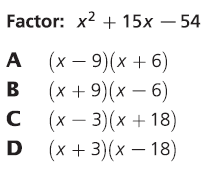 Factor: x² + 15x — 54
A (x — 9)(x + 6)
B (x + 9)(x — 6)
C (x — 3)(x + 18)
D (x + 3)(x — 18)